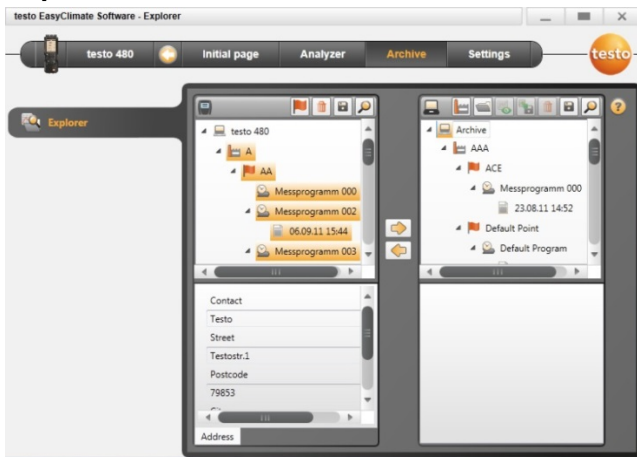 testo EasyClimate Software - Explorer
testo 480
Initial page
Analyzer
Archive
Settings
testo
Explorer
testo 480
A
AA
Messprogramm 000
Messprogramm 002
06.09.11 15:44
Messprogramm 003
Archive
AAA
ACE
Messprogramm 000
23.08.11 14:52
Default Point
Default Program
Contact
Testo
Street
Testostr.1
Postcode
79853
Address